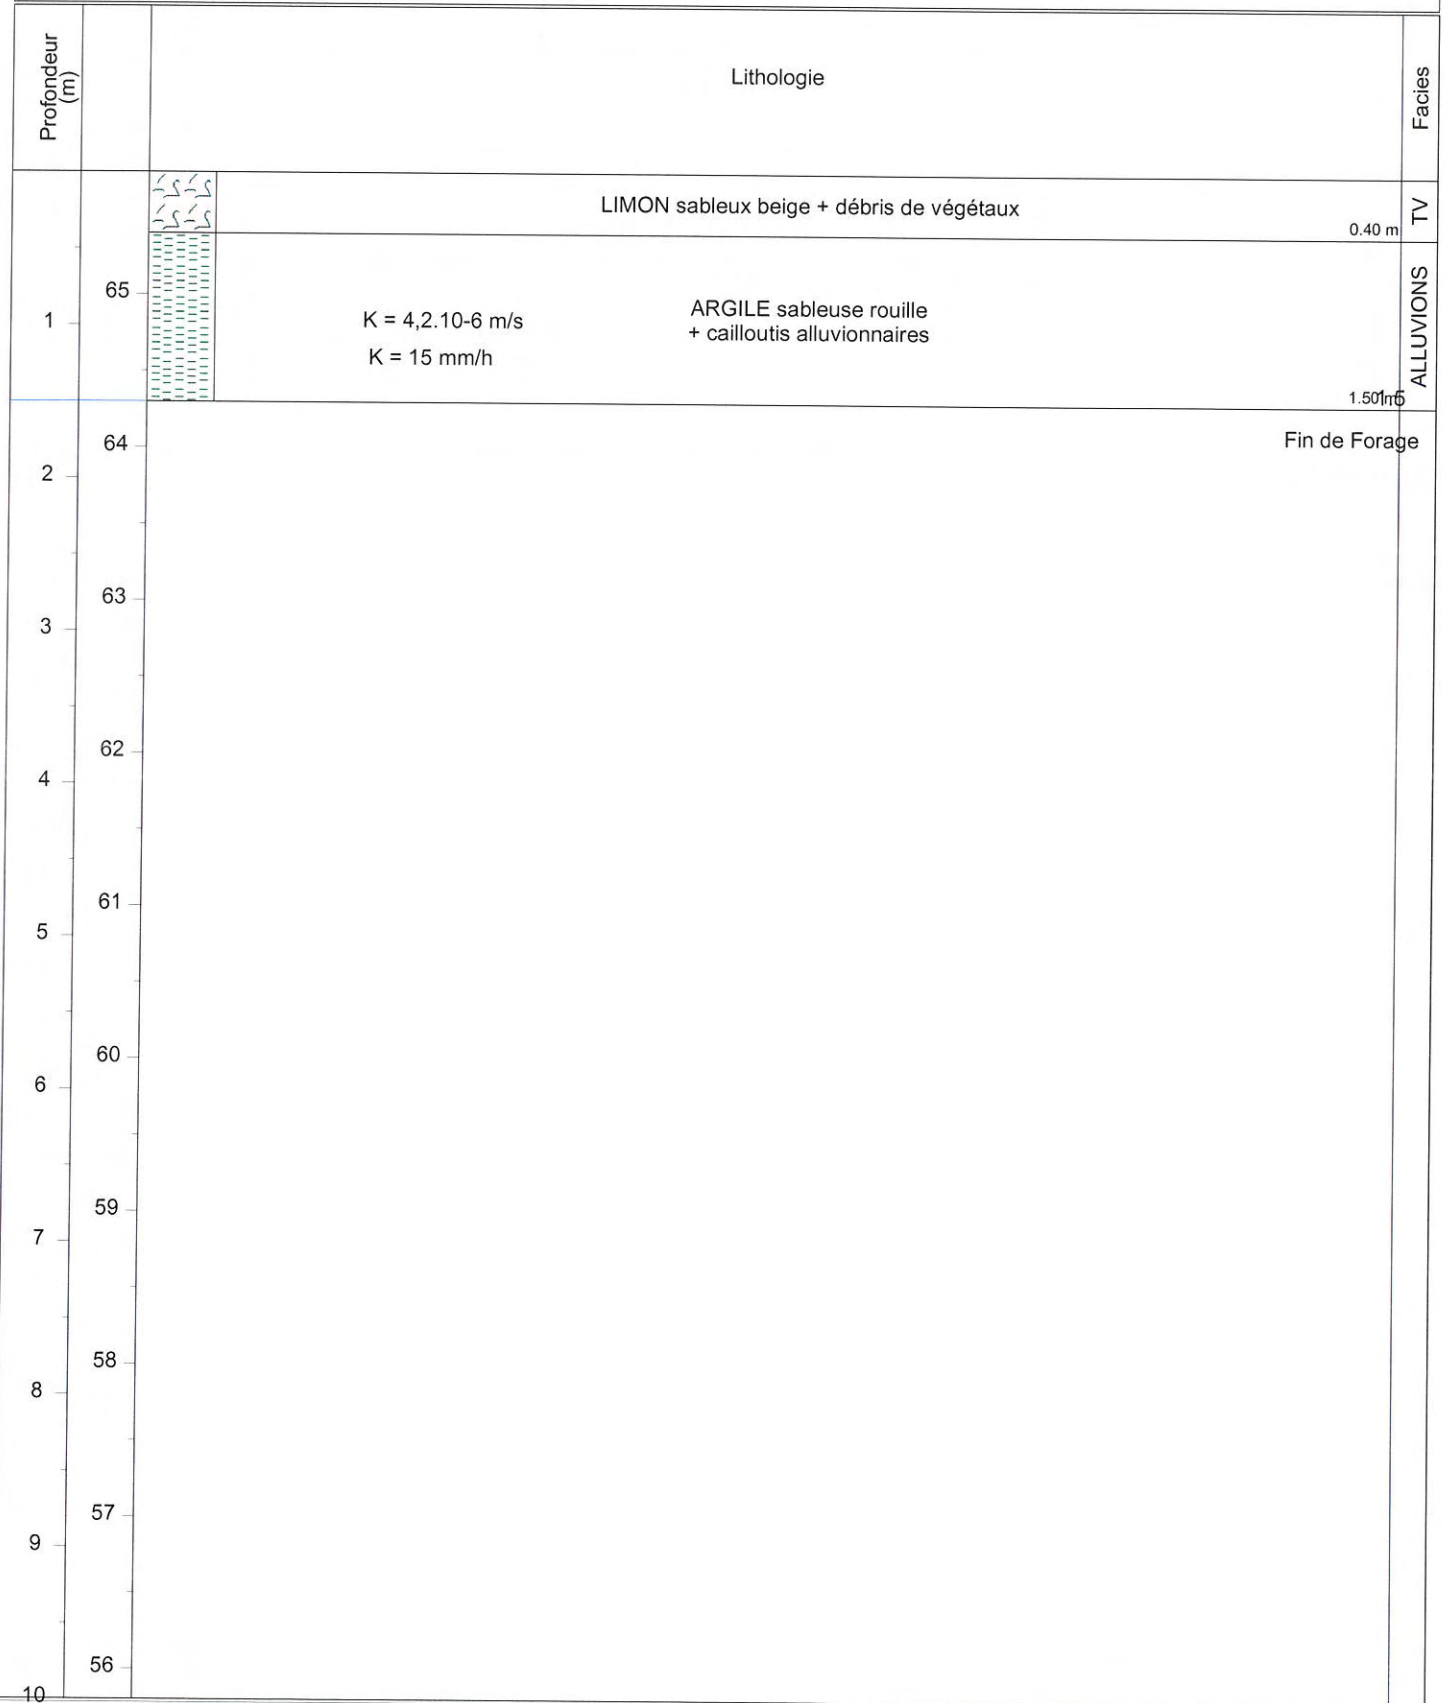 Profondeur
(m)
Lithologie
Facies
LIMON sableux beige + débris de végétaux
0.40 m
TV
65
1
K = 4,2.10-6 m/s
K = 15 mm/h
ARGILE sableuse rouille
+ cailloutis alluvionnaires
ALLUVIONS
1.50
64
Fin de Forage
2
63
3
62
4
61
5
60
6
59
7
58
8
57
9
56
10